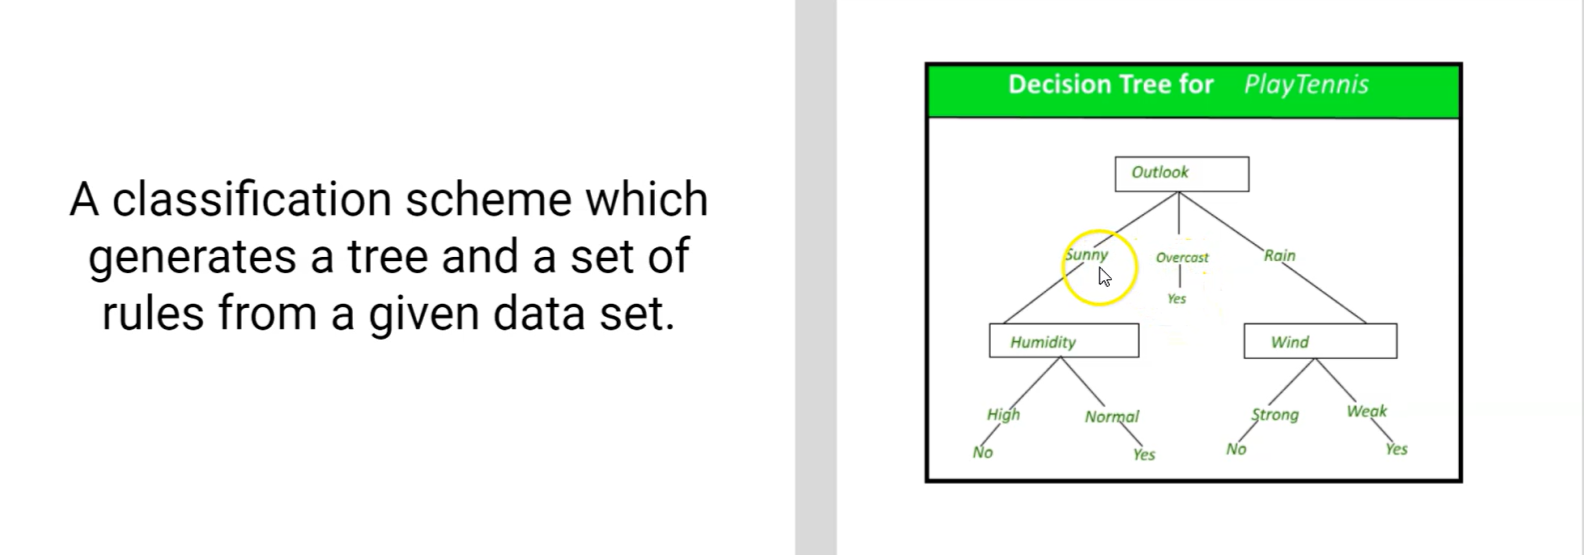 A classification scheme which
generates a tree and a set of
rules from a given data set.
Decision Tree for PlayTennis
Outlook
Sunny Overcast Rain
Yes
Humidity Wind
High Normal Strong Weak
No Yes No Yes